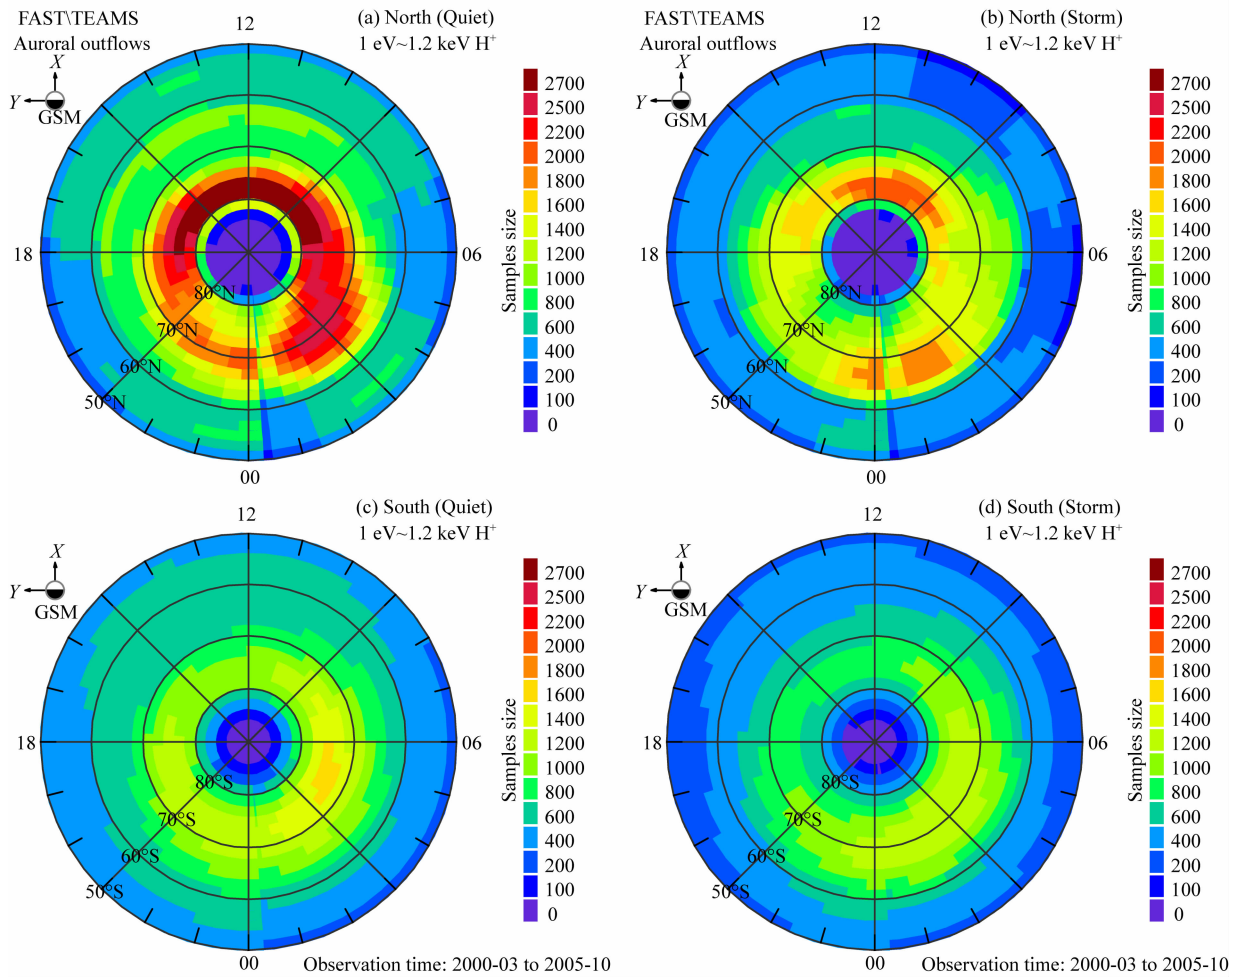 FAST\TEAMS
Auroral outflows
(a) North (Quiet)
1 eV~1.2 keV H⁺
X
Y
GSM
12
18
06
00
80°N
70°N
60°N
50°N
Samples size
2700
2500
2200
2000
1800
1600
1400
1200
1000
800
600
400
200
100
0
FAST\TEAMS
Auroral outflows
(b) North (Storm)
1 eV~1.2 keV H⁺
X
Y
GSM
12
18
06
00
80°N
70°N
60°N
50°N
Samples size
2700
2500
2200
2000
1800
1600
1400
1200
1000
800
600
400
200
100
0
(c) South (Quiet)
1 eV~1.2 keV H⁺
X
Y
GSM
12
18
06
00
80°S
70°S
60°S
50°S
Samples size
2700
2500
2200
2000
1800
1600
1400
1200
1000
800
600
400
200
100
0
Observation time: 2000-03 to 2005-10
(d) South (Storm)
1 eV~1.2 keV H⁺
X
Y
GSM
12
18
06
00
80°S
70°S
60°S
50°S
Samples size
2700
2500
2200
2000
1800
1600
1400
1200
1000
800
600
400
200
100
0
Observation time: 2000-03 to 2005-10